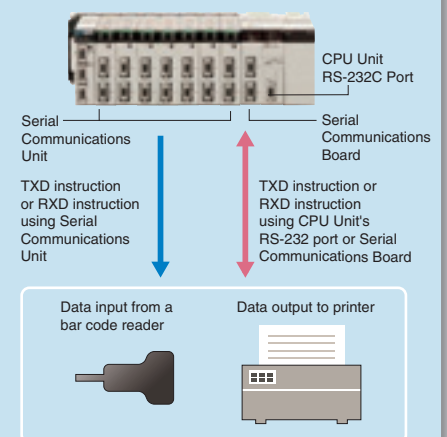 CPU Unit
RS-232C Port
Serial
Communications
Unit
Serial
Communications
Board
TXD instruction
or RXD instruction
using Serial
Communications
Unit
TXD instruction or
RXD instruction
using CPU Unit's
RS-232 port or Serial
Communications Board
Data input from a
bar code reader
Data output to printer